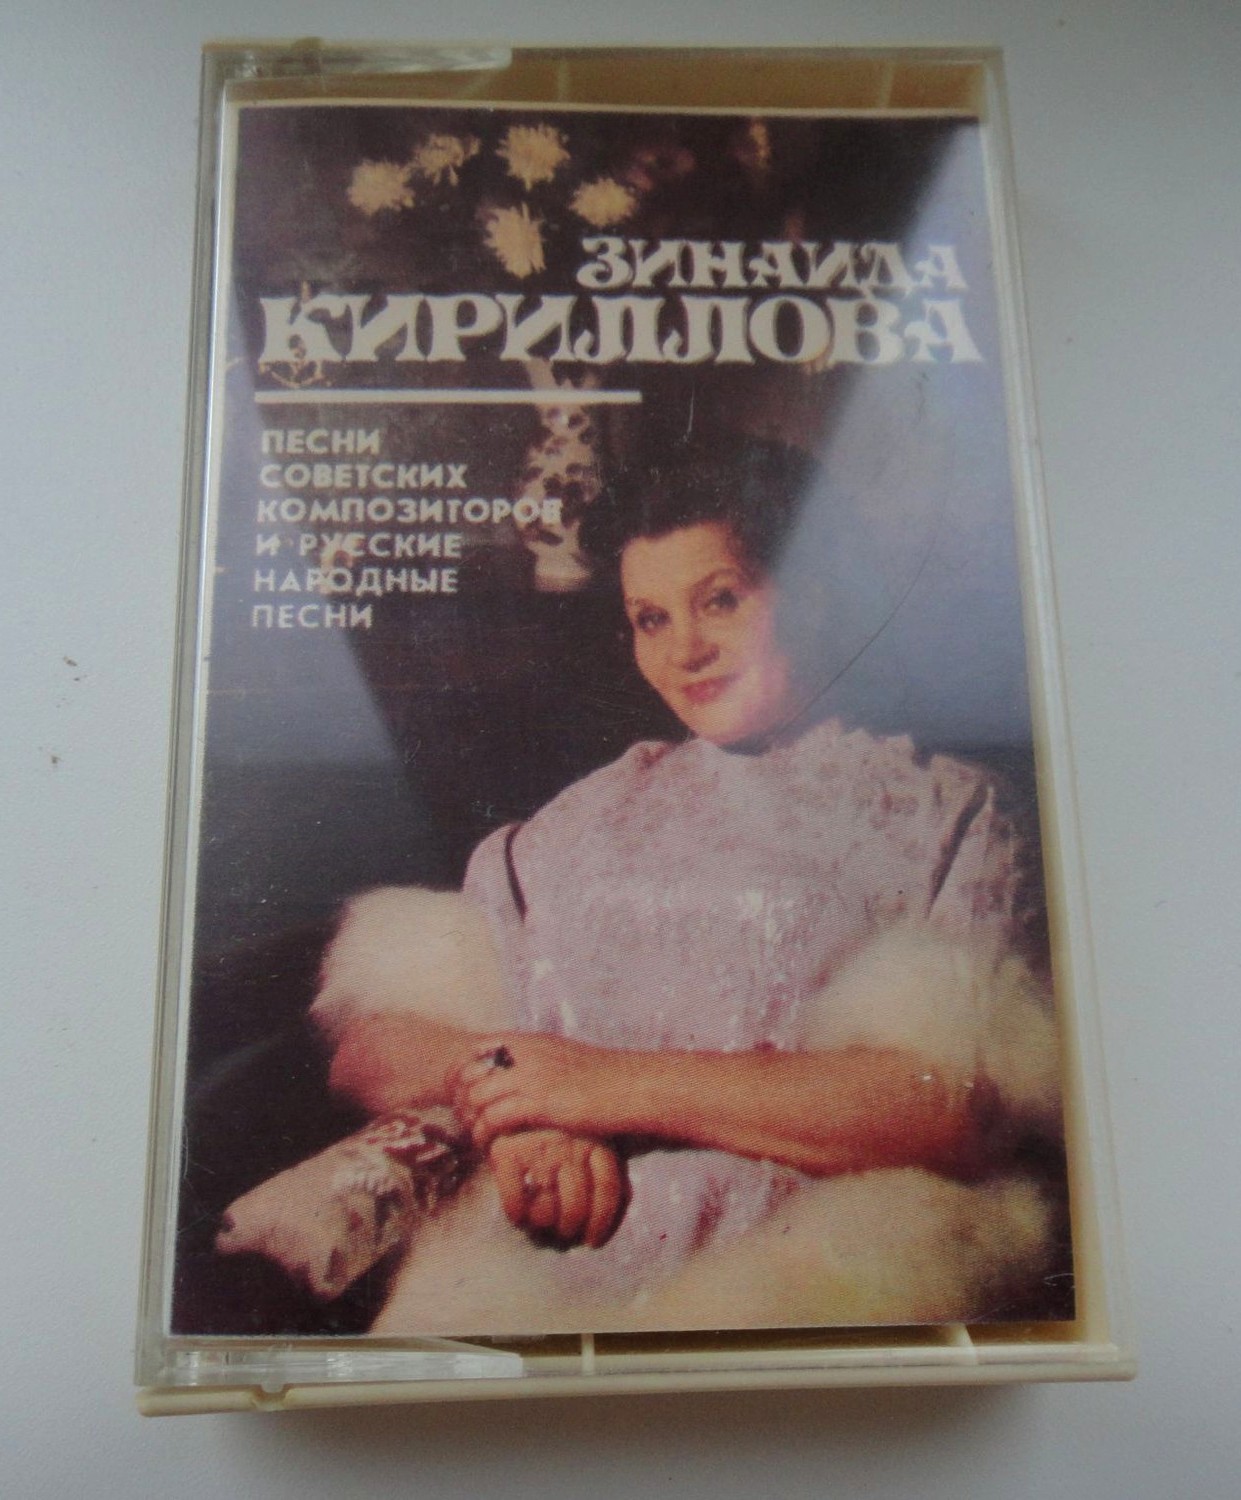 ЗИНАИДА
КИРИЛЛОВА
ПЕСНИ
СОВЕТСКИХ
КОМПОЗИТОРОВ
И РУССКИЕ
НАРОДНЫЕ
ПЕСНИ